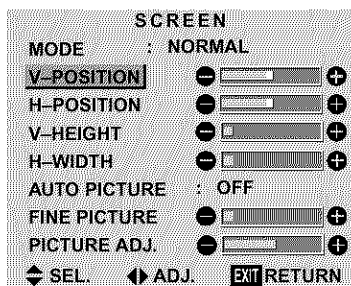 SCREEN
MODE : NORMAL
V–POSITION
H–POSITION
V–HEIGHT
H–WIDTH
AUTO PICTURE : OFF
FINE PICTURE
PICTURE ADJ.
SEL. ADJ. EXIT RETURN